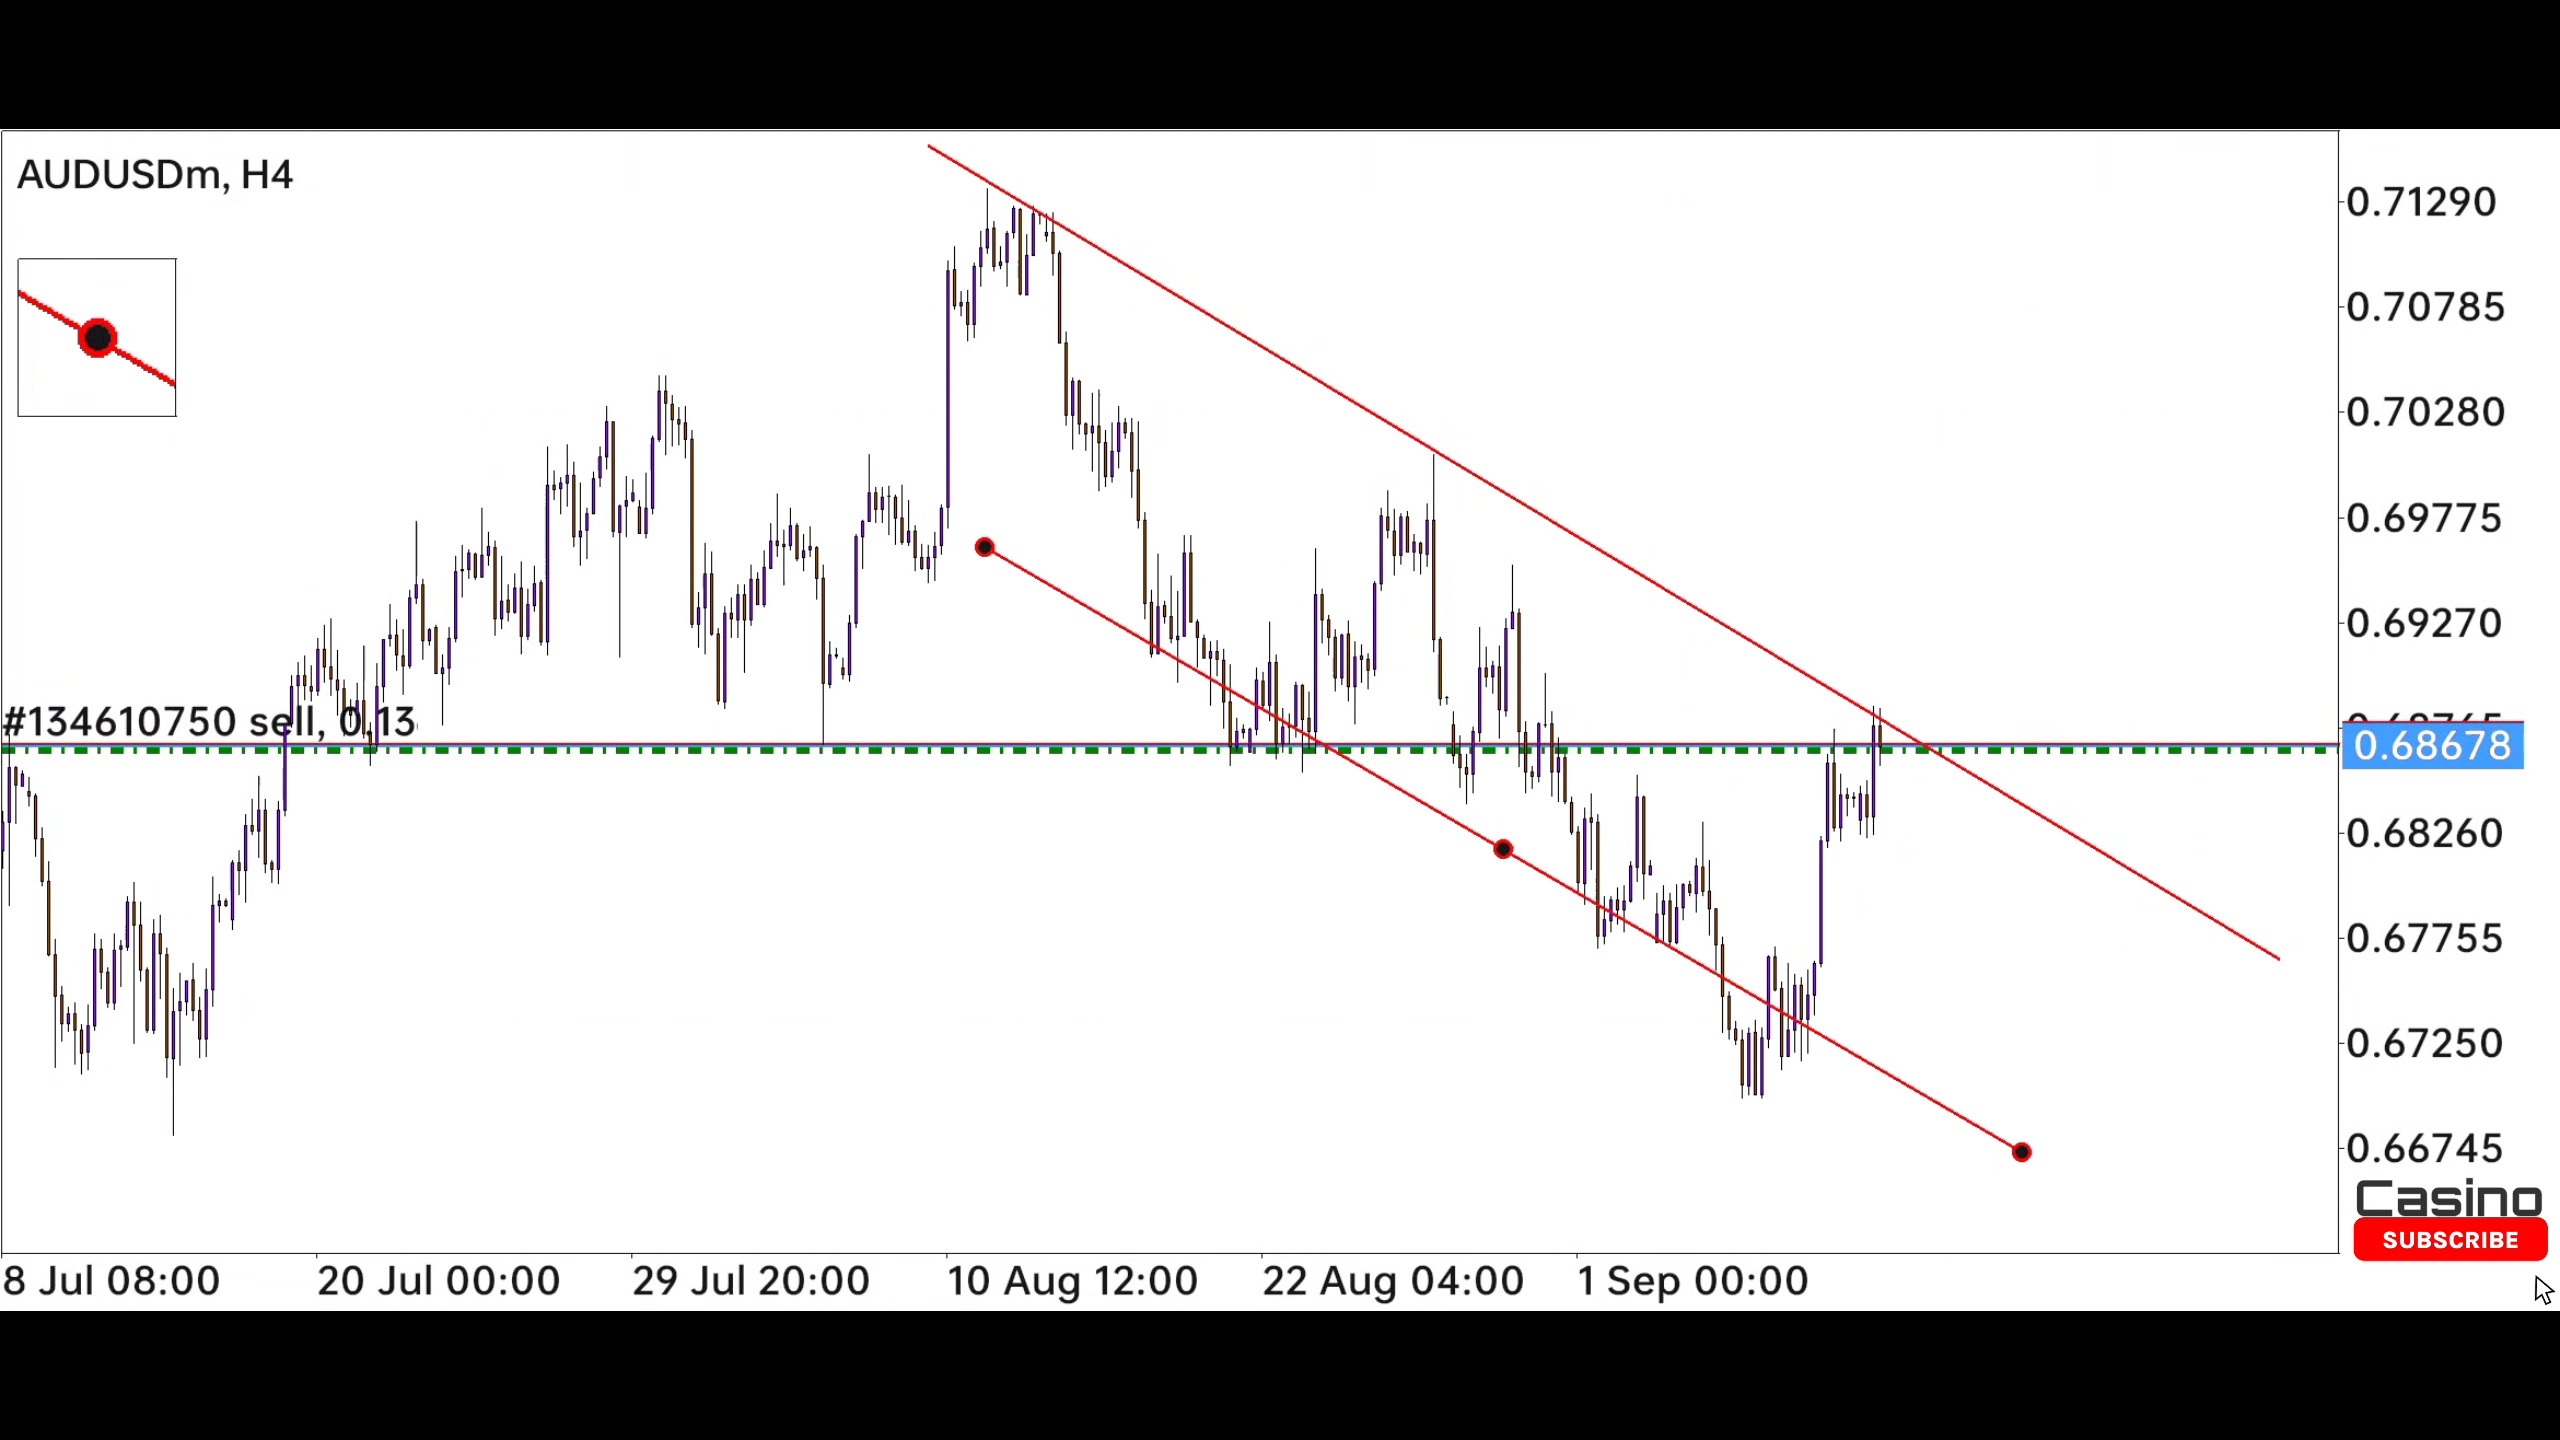 AUDUSDm, H4
0.71290
0.70785
0.70280
0.69775
0.69270
#134610750 sell, 0.13
0.68765
0.68678
0.68260
0.67755
0.67250
0.66745
Casino
SUBSCRIBE
8 Jul 08:00
20 Jul 00:00
29 Jul 20:00
10 Aug 12:00
22 Aug 04:00
1 Sep 00:00